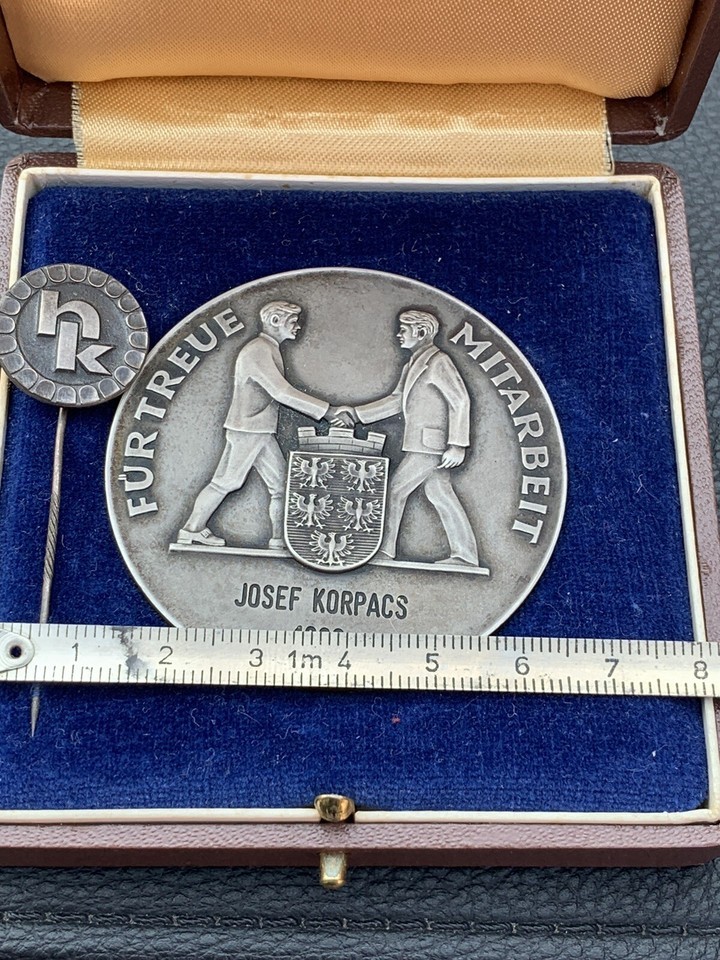 hk
FÜR TREUE MITARBEIT
JOSEF KORPACS
1 2 3 1m 4 5 6 7 8